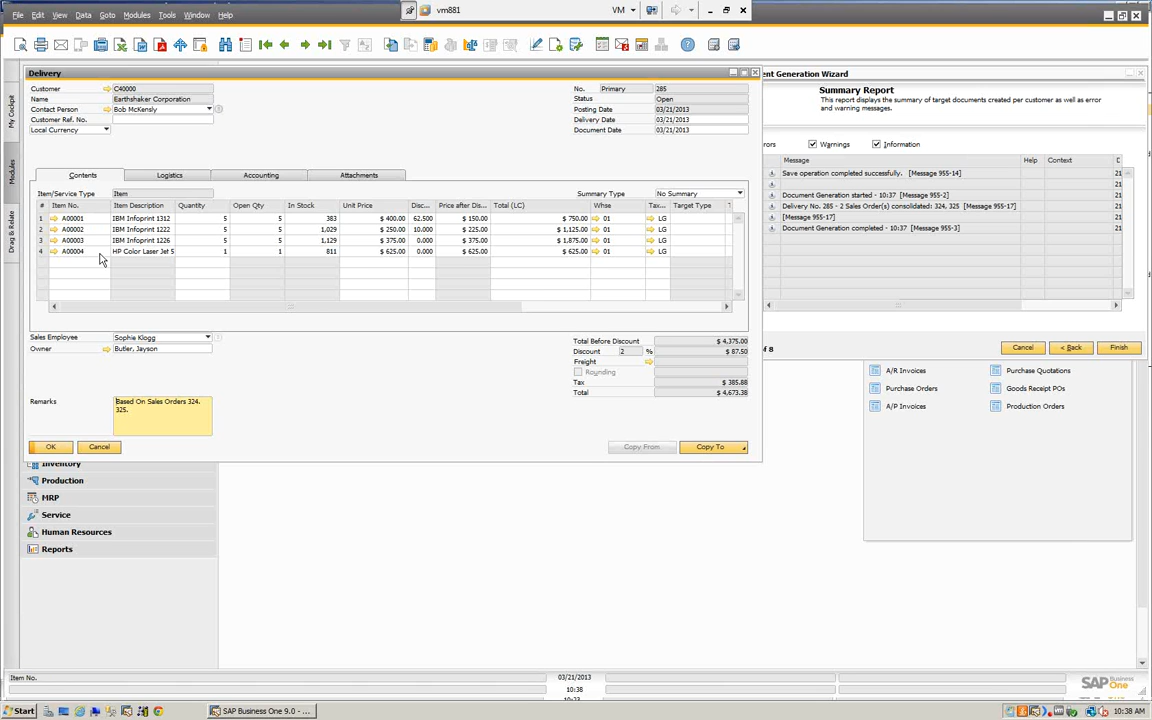 vm881 VM
File Edit View Data Goto Modules Tools Window Help
Delivery
Customer C40000
Name Earthshaker Corporation
Contact Person Bob McKensly
Customer Ref. No.
Local Currency
No. Primary 285
Status Open
Posting Date 03/21/2013
Delivery Date 03/21/2013
Document Date 03/21/2013
Contents Logistics Accounting Attachments
Item/Service Type Item Summary Type No Summary
# Item No. Item Description Quantity Open Qty In Stock Unit Price Disc... Price after Dis... Total (LC) Whse Tax... Target Type T
1 A00001 IBM Infoprint 1312 5 5 383 $ 400.00 62.500 $ 150.00 $ 750.00 01 LG
2 A00002 IBM Infoprint 1222 5 5 1,029 $ 250.00 10.000 $ 225.00 $ 1,125.00 01 LG
3 A00003 IBM Infoprint 1226 5 5 1,129 $ 375.00 0.000 $ 375.00 $ 1,875.00 01 LG
4 A00004 HP Color Laser Jet 5 1 1 811 $ 625.00 0.000 $ 625.00 $ 625.00 01 LG
Sales Employee Sophie Klogg
Owner Butler, Jayson
Total Before Discount $ 4,375.00
Discount 2 % $ 87.50
Freight
Rounding
Tax $ 385.88
Total $ 4,673.38
Remarks Based On Sales Orders 324.
325.
OK Cancel Copy From Copy To
ent Generation Wizard
Summary Report
This report displays the summary of target documents created per customer as well as error
and warning messages.
rors Warnings Information
Message Help Context D
Save operation completed successfully. [Message 955-14] 21
21
Document Generation started - 10:37 [Message 955-2] 21
Delivery No. 285 - 2 Sales Order(s) consolidated: 324, 325 [Message 955-17] 21
[Message 955-17] 21
Document Generation completed - 10:37 [Message 955-3] 21
of 8 Cancel < Back Finish
A/R Invoices Purchase Quotations
Purchase Orders Goods Receipt POs
A/P Invoices Production Orders
My Cockpit
Modules
Drag & Relate
Inventory
Production
MRP
Service
Human Resources
Reports
Item No. 03/21/2013
10:38
SAP Business
One
Start SAP Business One 9.0 - ... 10:38 AM